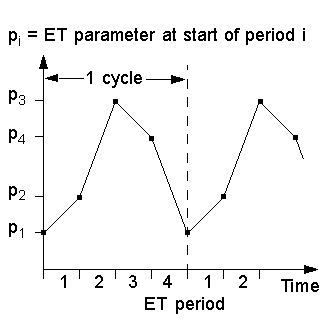 pi = ET parameter at start of period i
1 cycle
p3
p4
p2
p1
1 2 3 4 1 2 Time
ET period